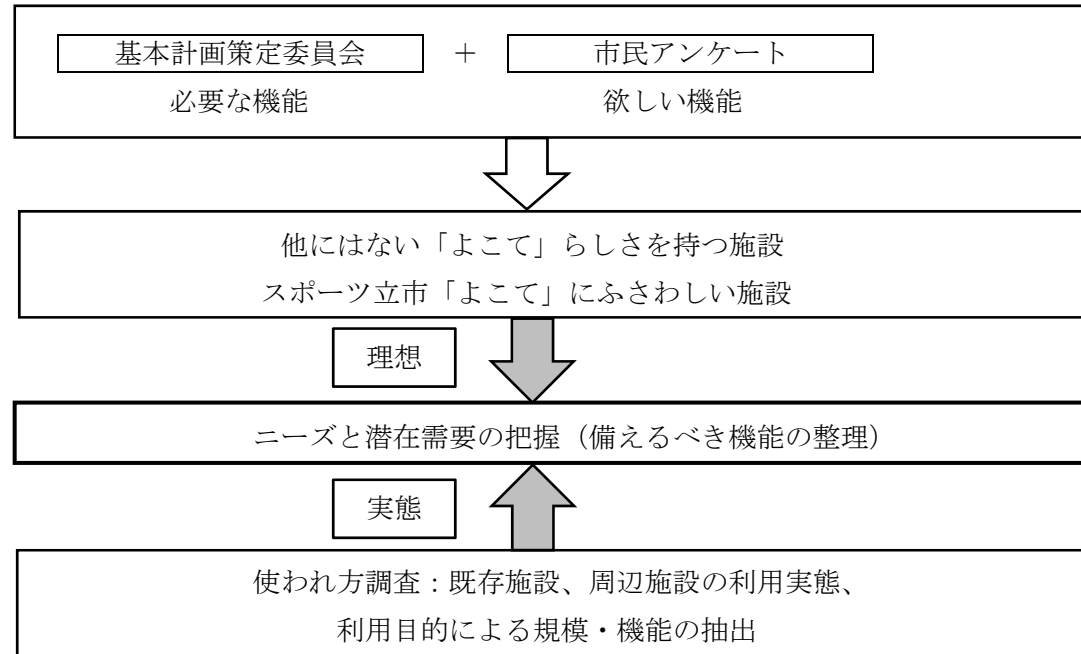 基本計画策定委員会 + 市民アンケート
必要な機能 欲しい機能
他にはない「よこて」らしさを持つ施設
スポーツ立市「よこて」にふさわしい施設
理想
ニーズと潜在需要の把握（備えるべき機能の整理）
実態
使われ方調査：既存施設、周辺施設の利用実態、
利用目的による規模・機能の抽出